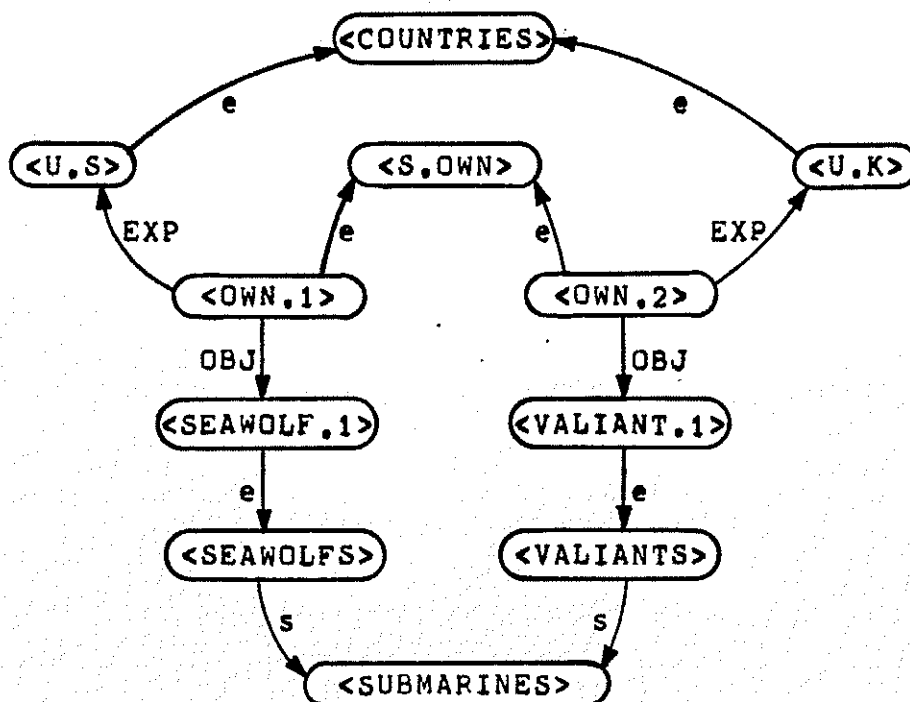 <COUNTRIES>
e e
<U.S> <S.OWN> <U.K>
EXP e e EXP
<OWN.1> <OWN.2>
OBJ OBJ
<SEAWOLF.1> <VALIANT.1>
e e
<SEAWOLFS> <VALIANTS>
s s
<SUBMARINES>